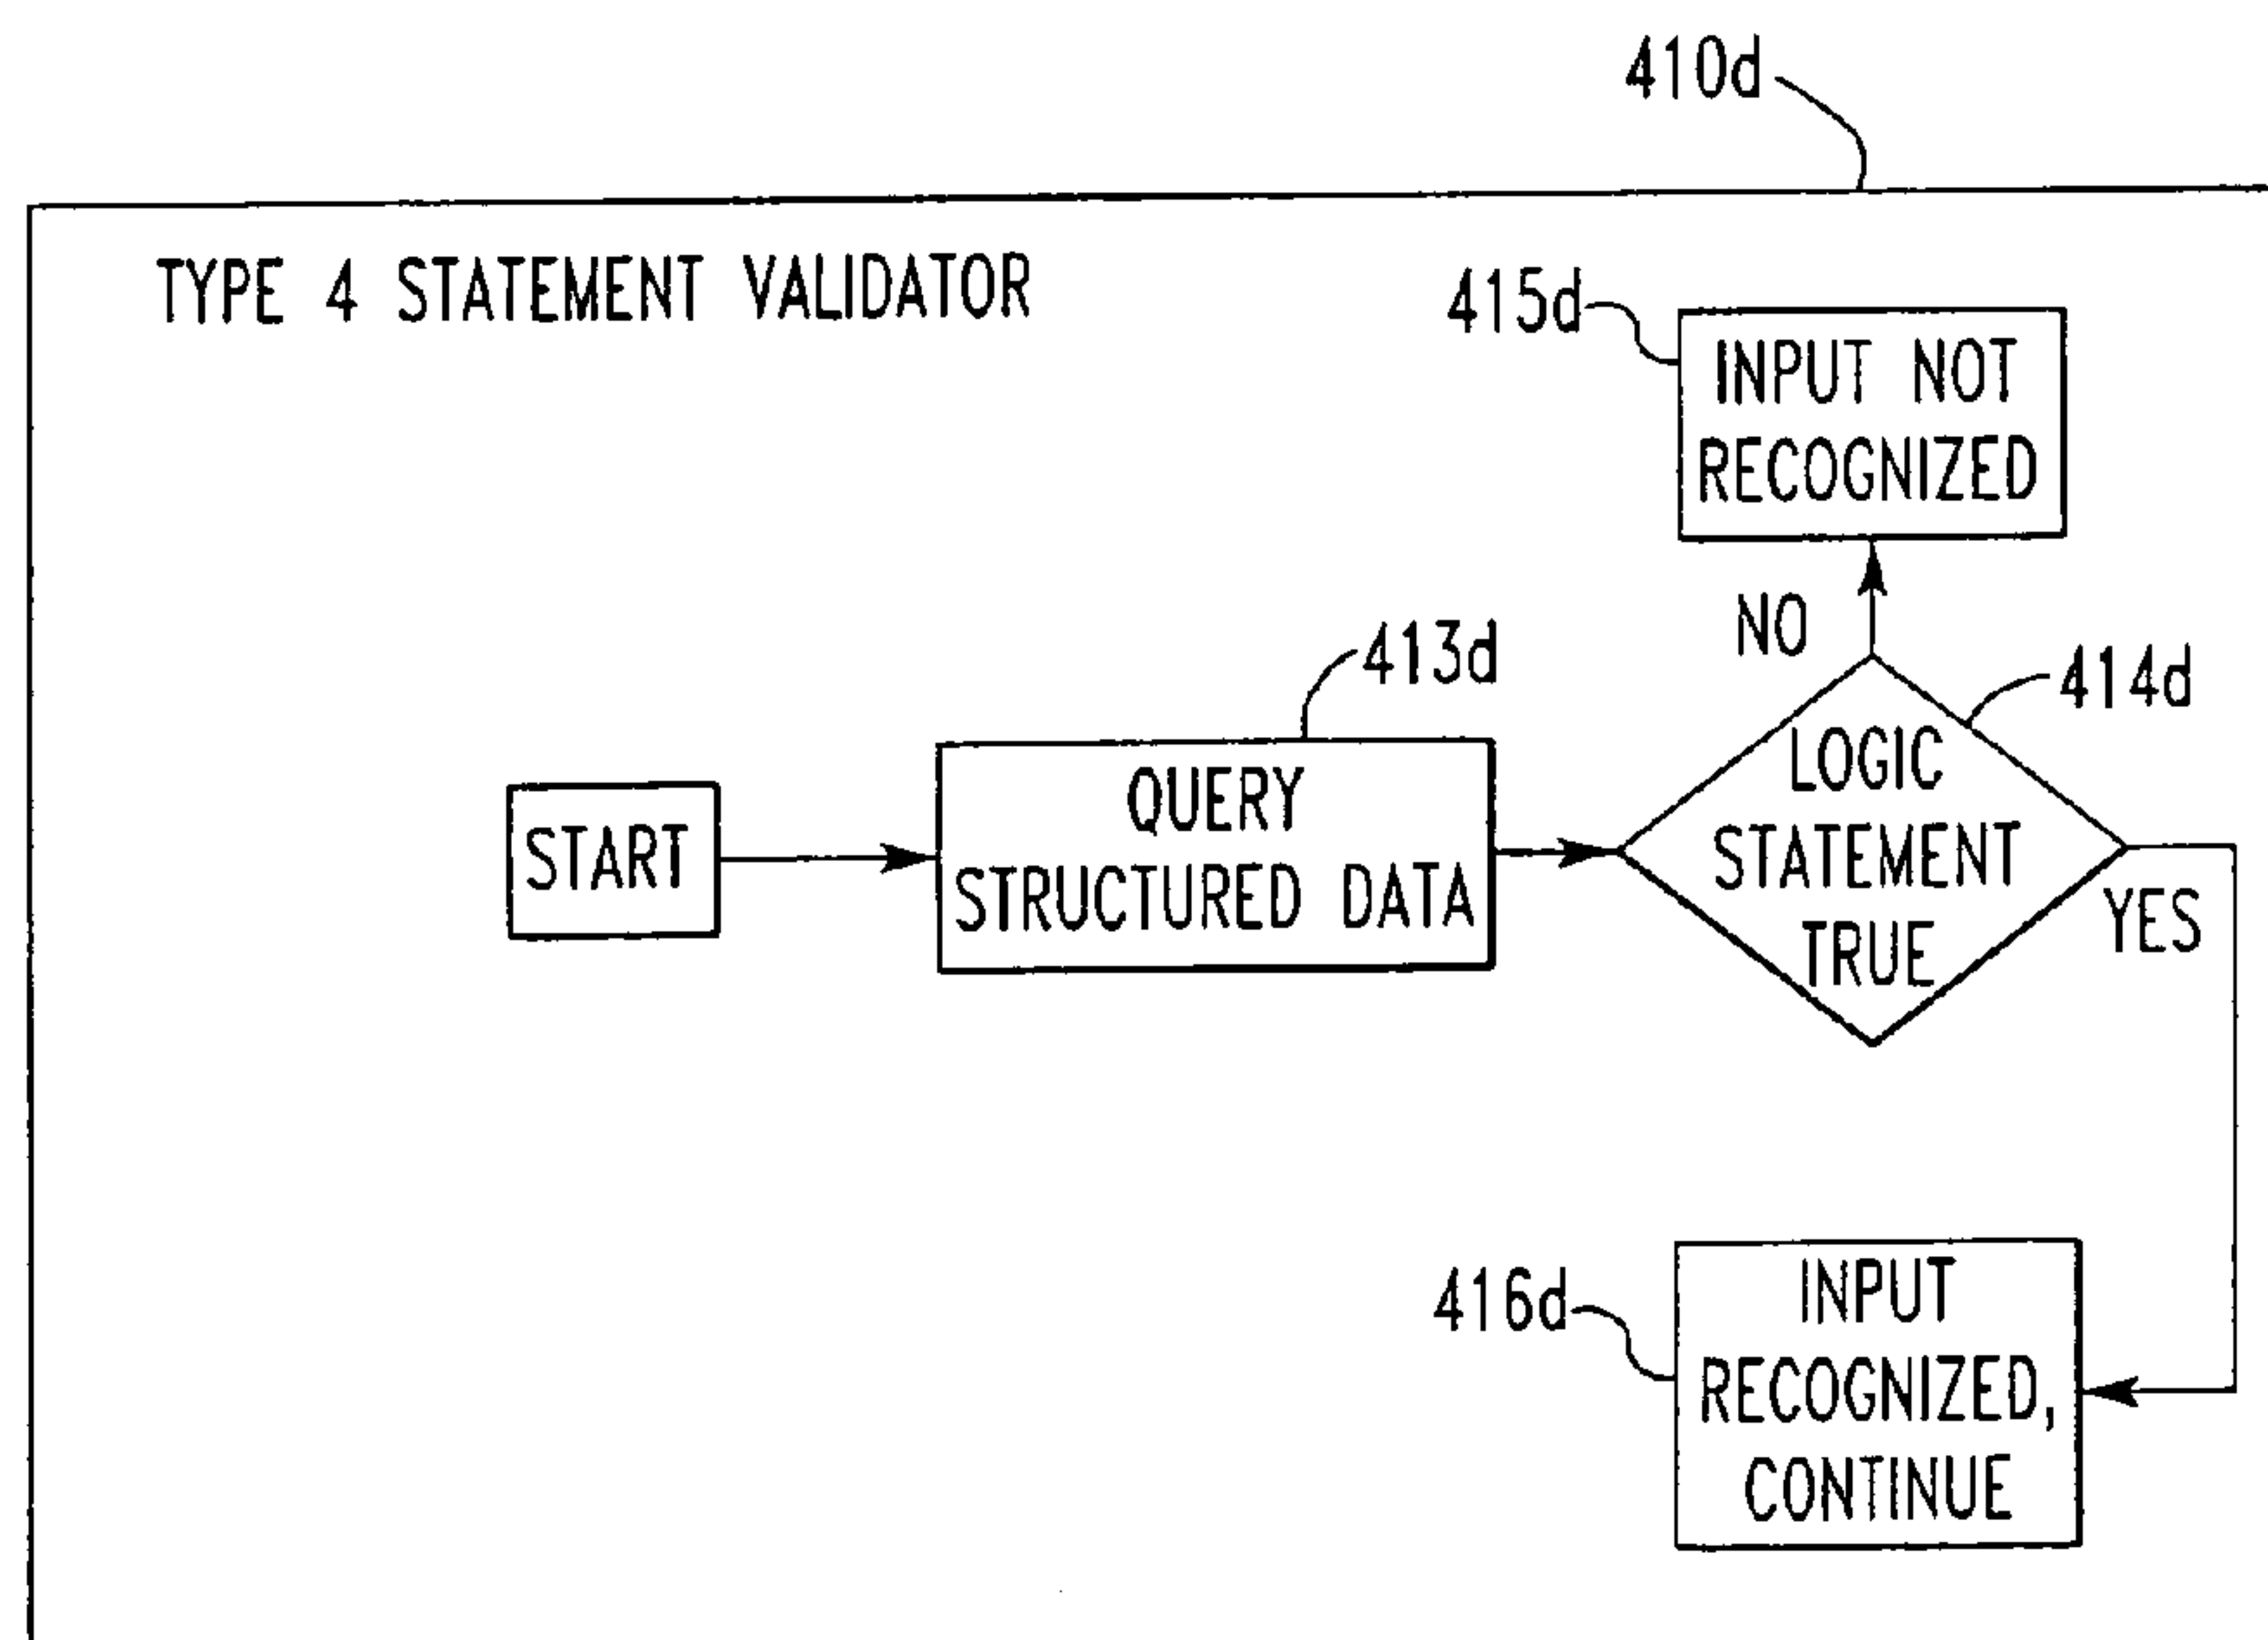 410d
TYPE 4 STATEMENT VALIDATOR
415d
INPUT NOT
RECOGNIZED
NO
413d
414d
START
QUERY
STRUCTURED DATA
LOGIC
STATEMENT
TRUE
YES
416d
INPUT
RECOGNIZED,
CONTINUE